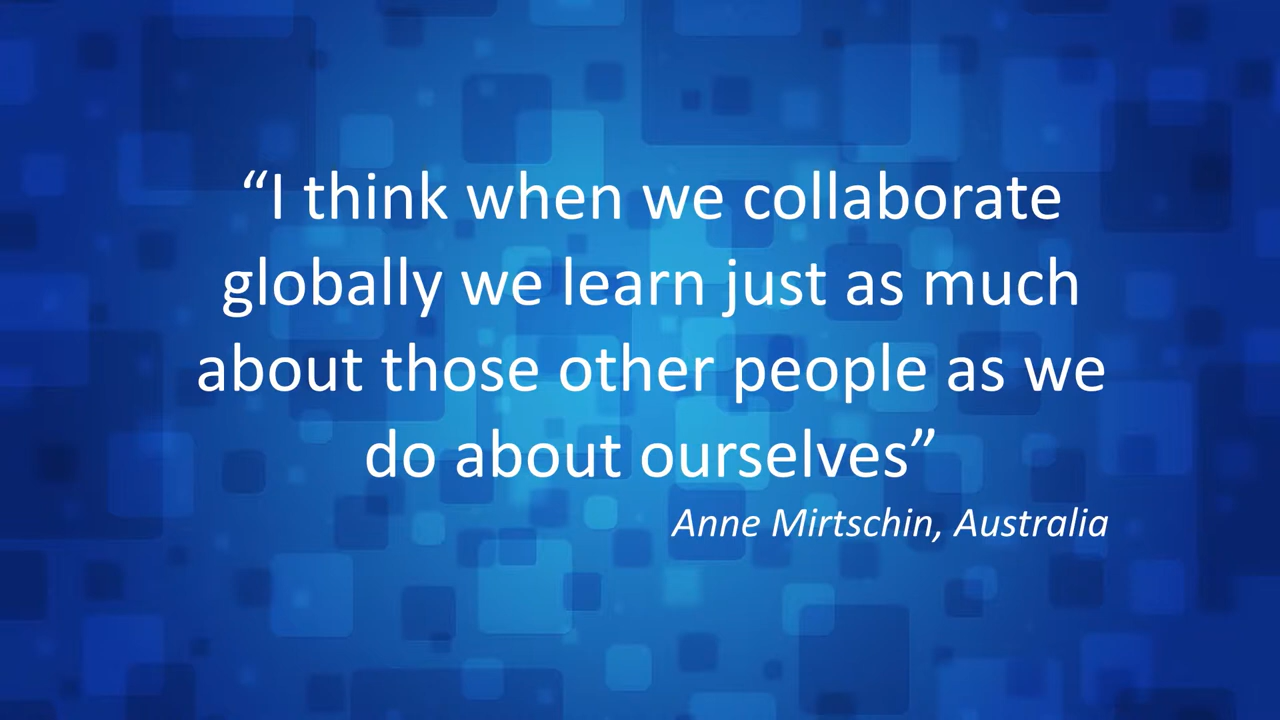 “I think when we collaborate
globally we learn just as much
about those other people as we
do about ourselves”
Anne Mirtschin, Australia